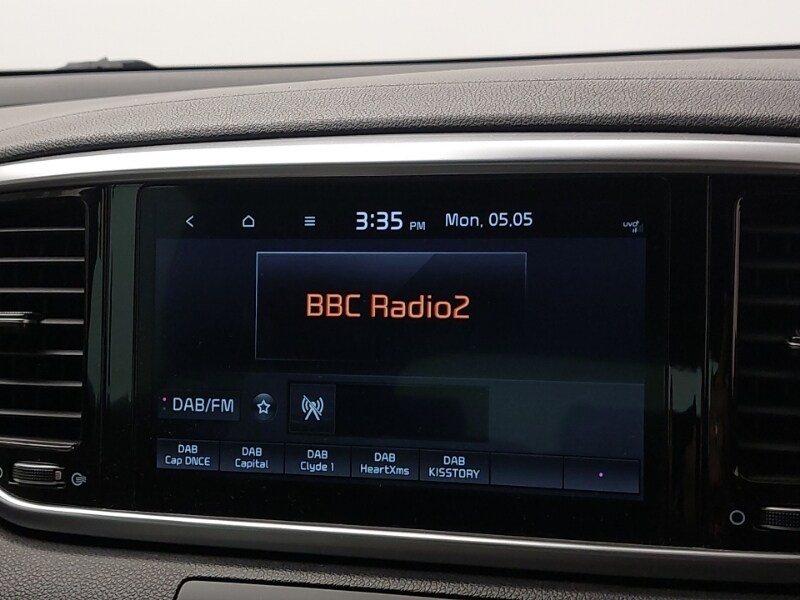 3:35 PM Mon, 05,05
UVO
BBC Radio2
DAB/FM
DAB DAB DAB DAB DAB
Cap DNCE Capital Clyde 1 HeartXms KISSTORY